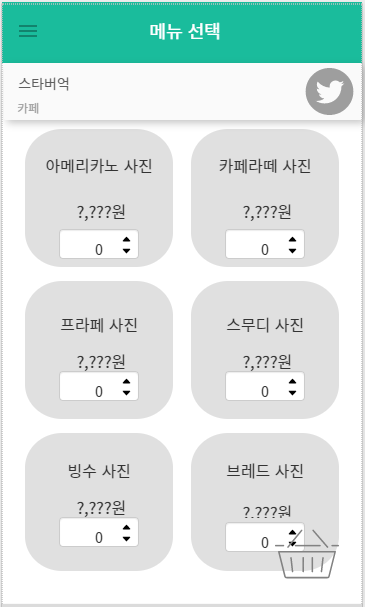 메뉴 선택
스타버억
카페
아메리카노 사진
카페라떼 사진
?,???원
?,???원
0
0
프라페 사진
스무디 사진
?,???원
?,???원
0
0
빙수 사진
브레드 사진
?,???원
?,???원
0
0